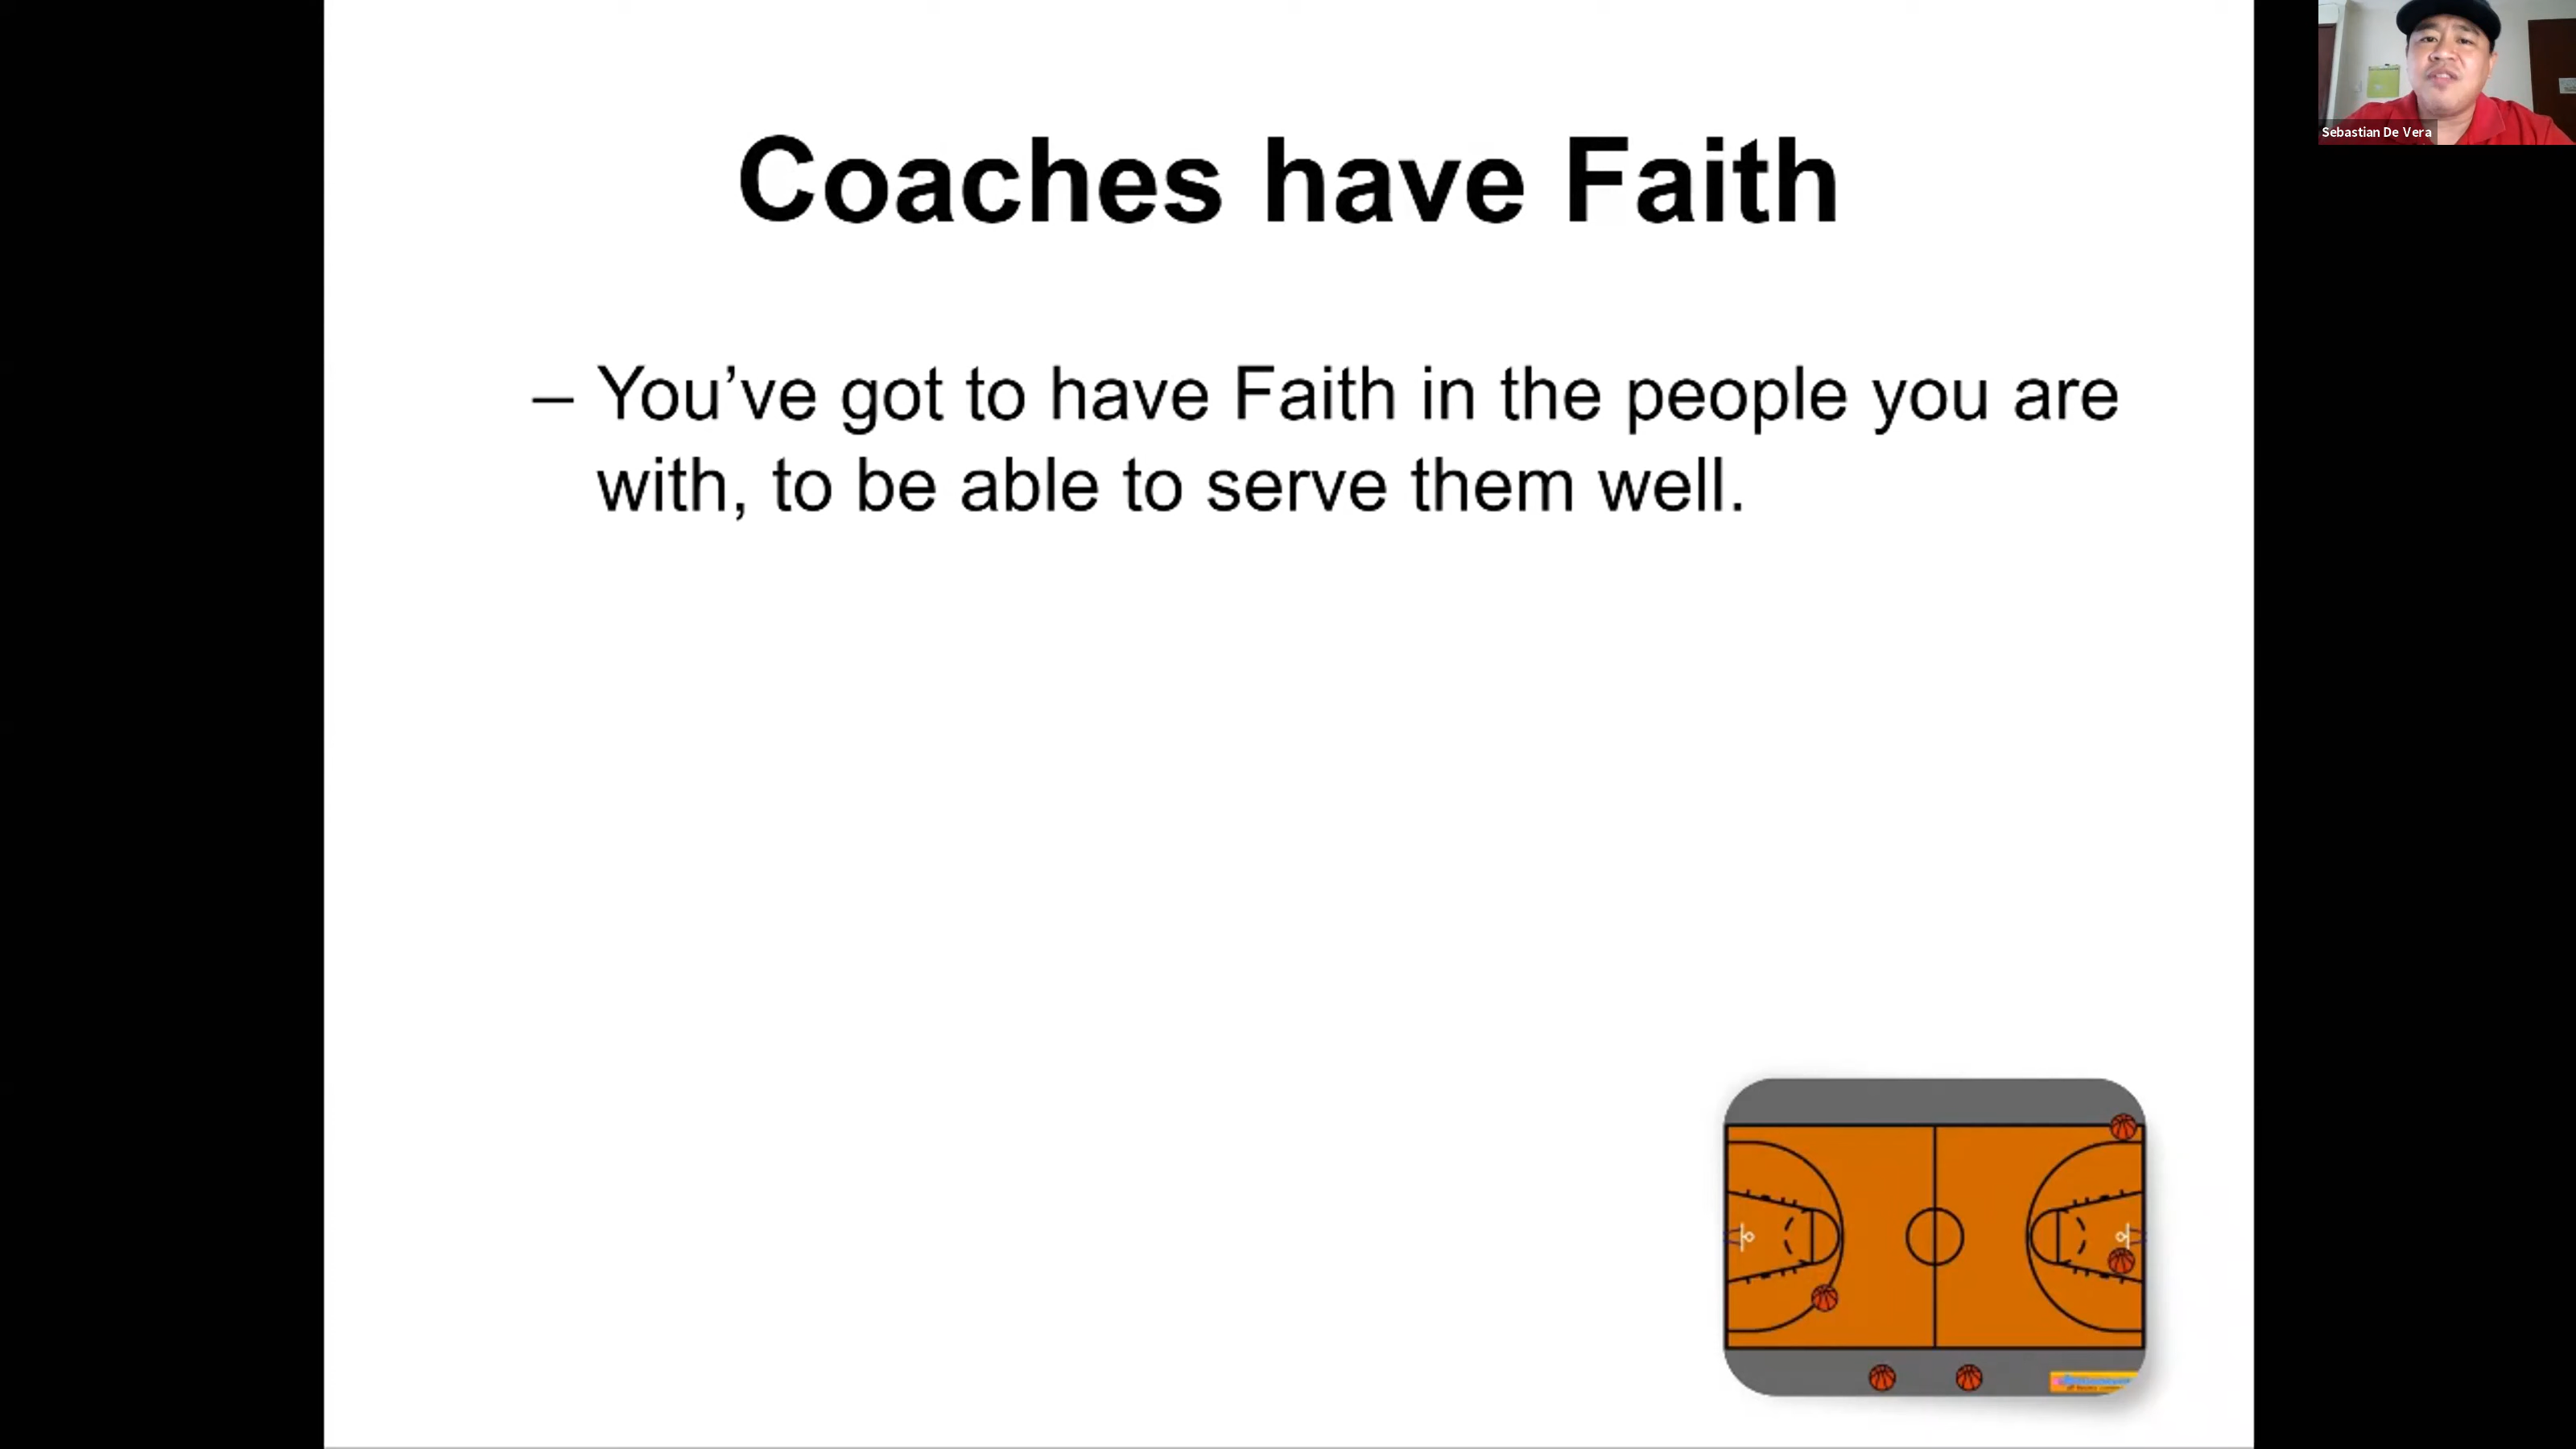 Coaches have Faith
– You’ve got to have Faith in the people you are
with, to be able to serve them well.
Sebastian De Vera